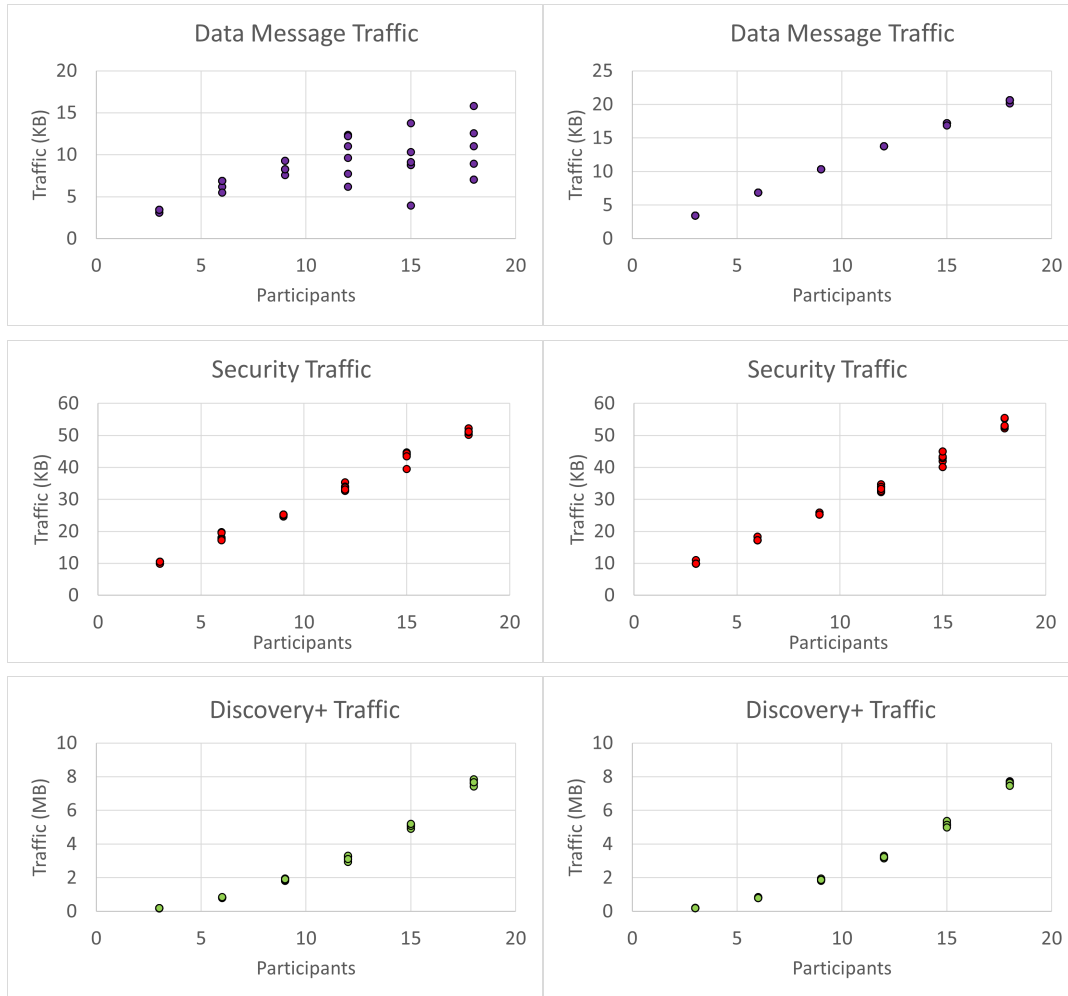 Data Message Traffic
20
15
10
5
0
0 5 10 15 20
Traffic (KB)
Participants
Data Message Traffic
25
20
15
10
5
0
0 5 10 15 20
Traffic (KB)
Participants
Security Traffic
60
50
40
30
20
10
0
0 5 10 15 20
Traffic (KB)
Participants
Security Traffic
60
50
40
30
20
10
0
0 5 10 15 20
Traffic (KB)
Participants
Discovery+ Traffic
10
8
6
4
2
0
0 5 10 15 20
Traffic (MB)
Participants
Discovery+ Traffic
10
8
6
4
2
0
0 5 10 15 20
Traffic (MB)
Participants